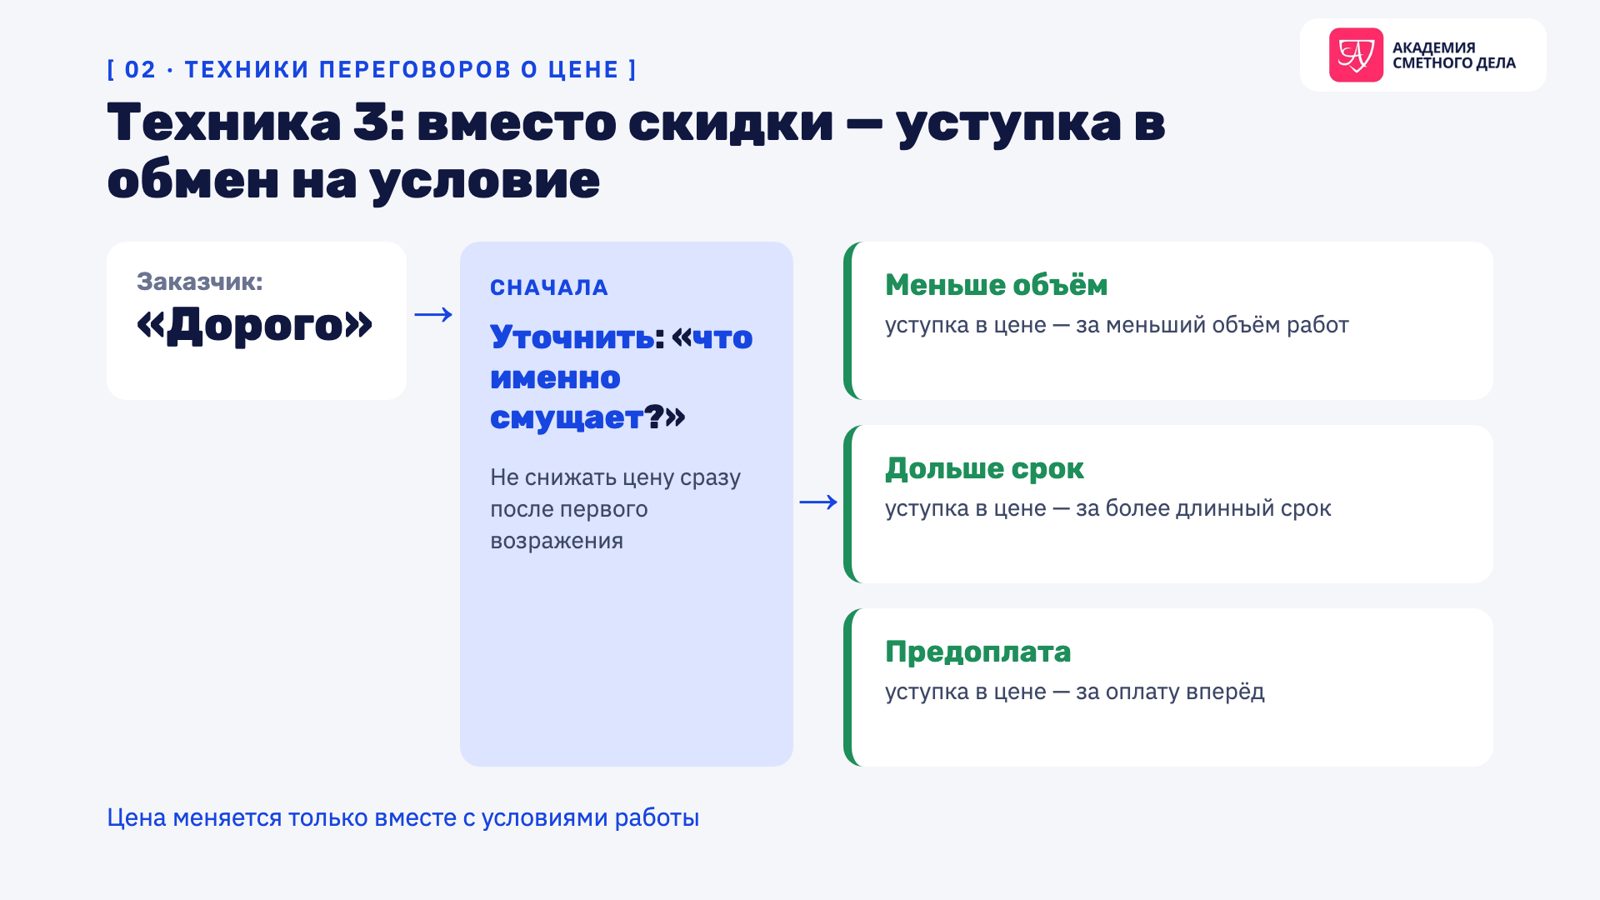 [ 02 · ТЕХНИКИ ПЕРЕГОВОРОВ О ЦЕНЕ ]
АКАДЕМИЯ
СМЕТНОГО ДЕЛА
Техника 3: вместо скидки — уступка в
обмен на условие
Заказчик:
«Дорого»
→
СНАЧАЛА
Уточнить: «что
именно
смущает?»
Не снижать цену сразу
после первого
возражения
→
Меньше объём
уступка в цене — за меньший объём работ
Дольше срок
уступка в цене — за более длинный срок
Предоплата
уступка в цене — за оплату вперёд
Цена меняется только вместе с условиями работы